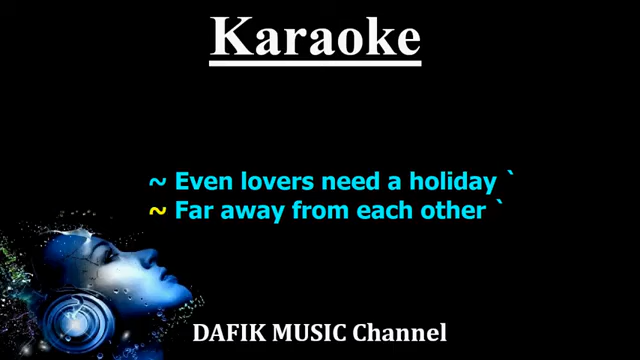 Karaoke
~ Even lovers need a holiday `
~ Far away from each other `
DAFIK MUSIC Channel